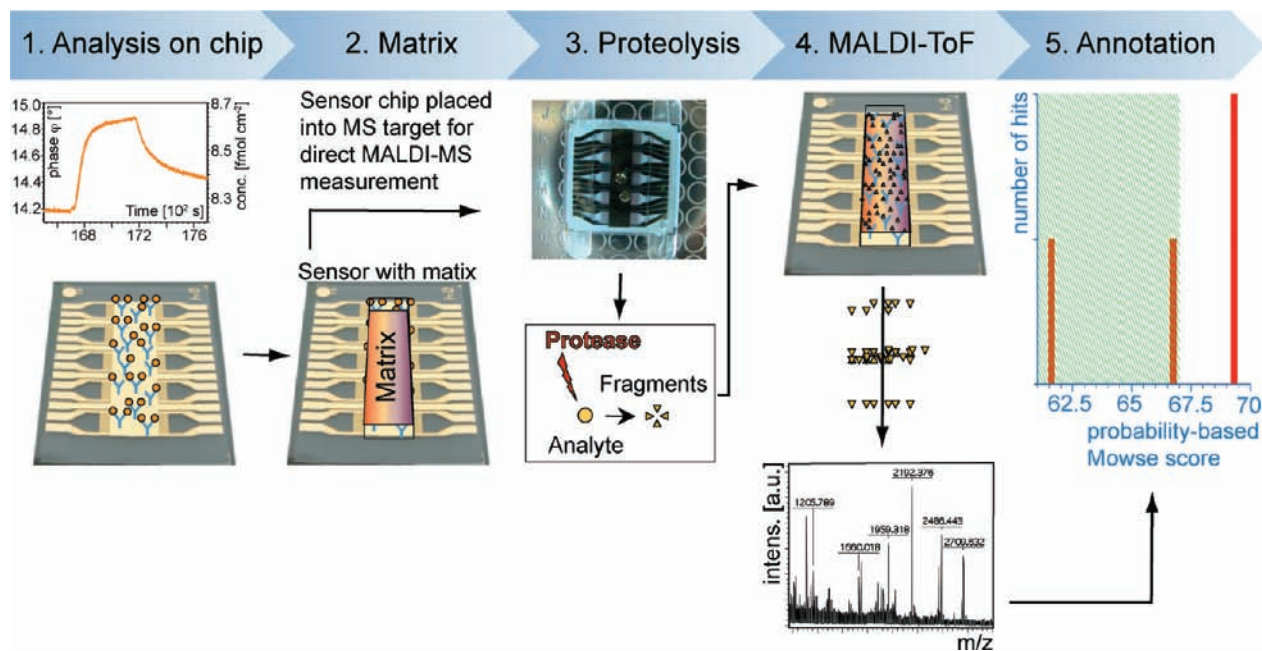 1. Analysis on chip
2. Matrix
3. Proteolysis
4. MALDI-ToF
5. Annotation
15.0
14.8
14.6
14.4
14.2
phase φ [°]
8.7
8.5
8.3
conc. [fmol cm⁻²]
Time [10² s]
168 172 176
Sensor chip placed
into MS target for
direct MALDI-MS
measurement
Sensor with matix
Matrix
Protease
Fragments
Analyte
2192.376
1205.789
1959.318
2486.443
1660.018
2709.632
intens. [a.u.]
m/z
number of hits
62.5 65 67.5 70
probability-based
Mowse score